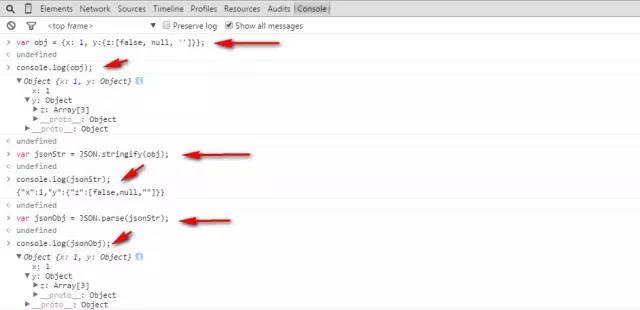 Elements Network Sources Timeline Profiles Resources Audits Console
<top frame> Preserve log Show all messages
> var obj = {x: 1, y:{z:[false, null, '']}};
< undefined
> console.log(obj);
▼Object {x: 1, y: Object} i
x: 1
▼y: Object
▶z: Array[3]
▶__proto__: Object
▶__proto__: Object
< undefined
> var jsonStr = JSON.stringify(obj);
< undefined
> console.log(jsonStr);
{"x":1,"y":{"z":[false,null,""]}}
< undefined
> var jsonObj = JSON.parse(jsonStr);
< undefined
> console.log(jsonObj);
▼Object {x: 1, y: Object} i
x: 1
▼y: Object
▶z: Array[3]
▶__proto__: Object
▶__proto__: Object